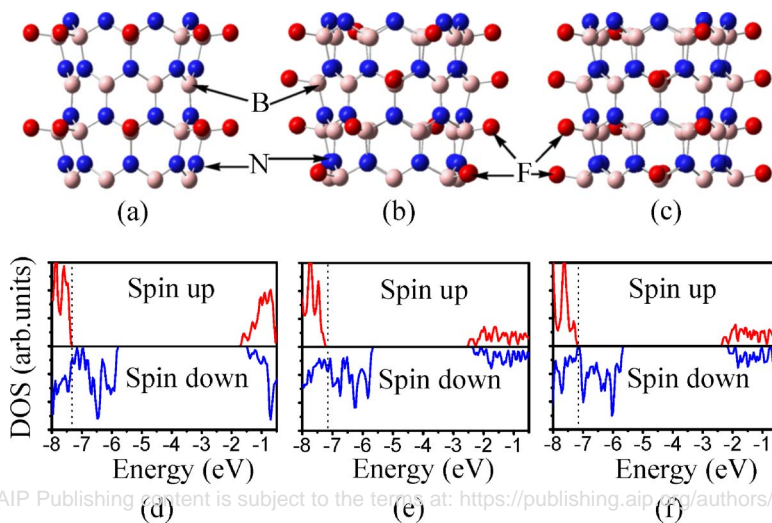 B
N
F
(a)
(b)
(c)
DOS (arb.units)
Spin up
Spin down
-8 -7 -6 -5 -4 -3 -2 -1
Energy (eV)
(d)
Spin up
Spin down
-8 -7 -6 -5 -4 -3 -2 -1
Energy (eV)
(e)
Spin up
Spin down
-8 -7 -6 -5 -4 -3 -2 -1
Energy (eV)
(f)
AIP Publishing content is subject to the terms at: https://publishing.aip.org/authors/